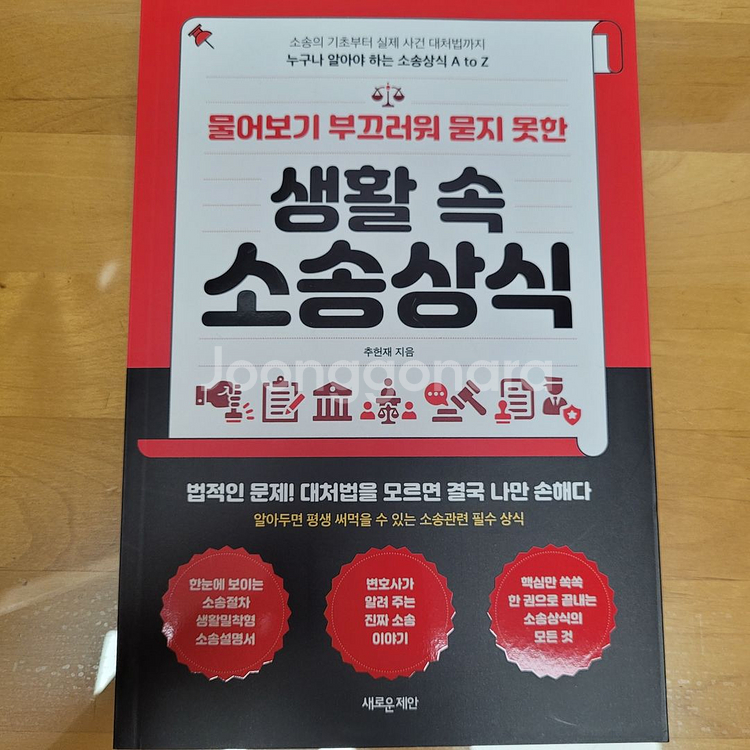 소송의 기초부터 실제 사건 대처법까지
누구나 알아야 하는 소송상식 A to Z
물어보기 부끄러워 묻지 못한
생활 속
소송상식
추헌재 지음
Joonggonara
법적인 문제! 대처법을 모르면 결국 나만 손해다
알아두면 평생 써먹을 수 있는 소송관련 필수 상식
한눈에 보이는
소송절차
생활밀착형
소송설명서
변호사가
알려 주는
진짜 소송
이야기
핵심만 쏙쏙
한 권으로 끝내는
소송상식의
모든 것
새로운 제안